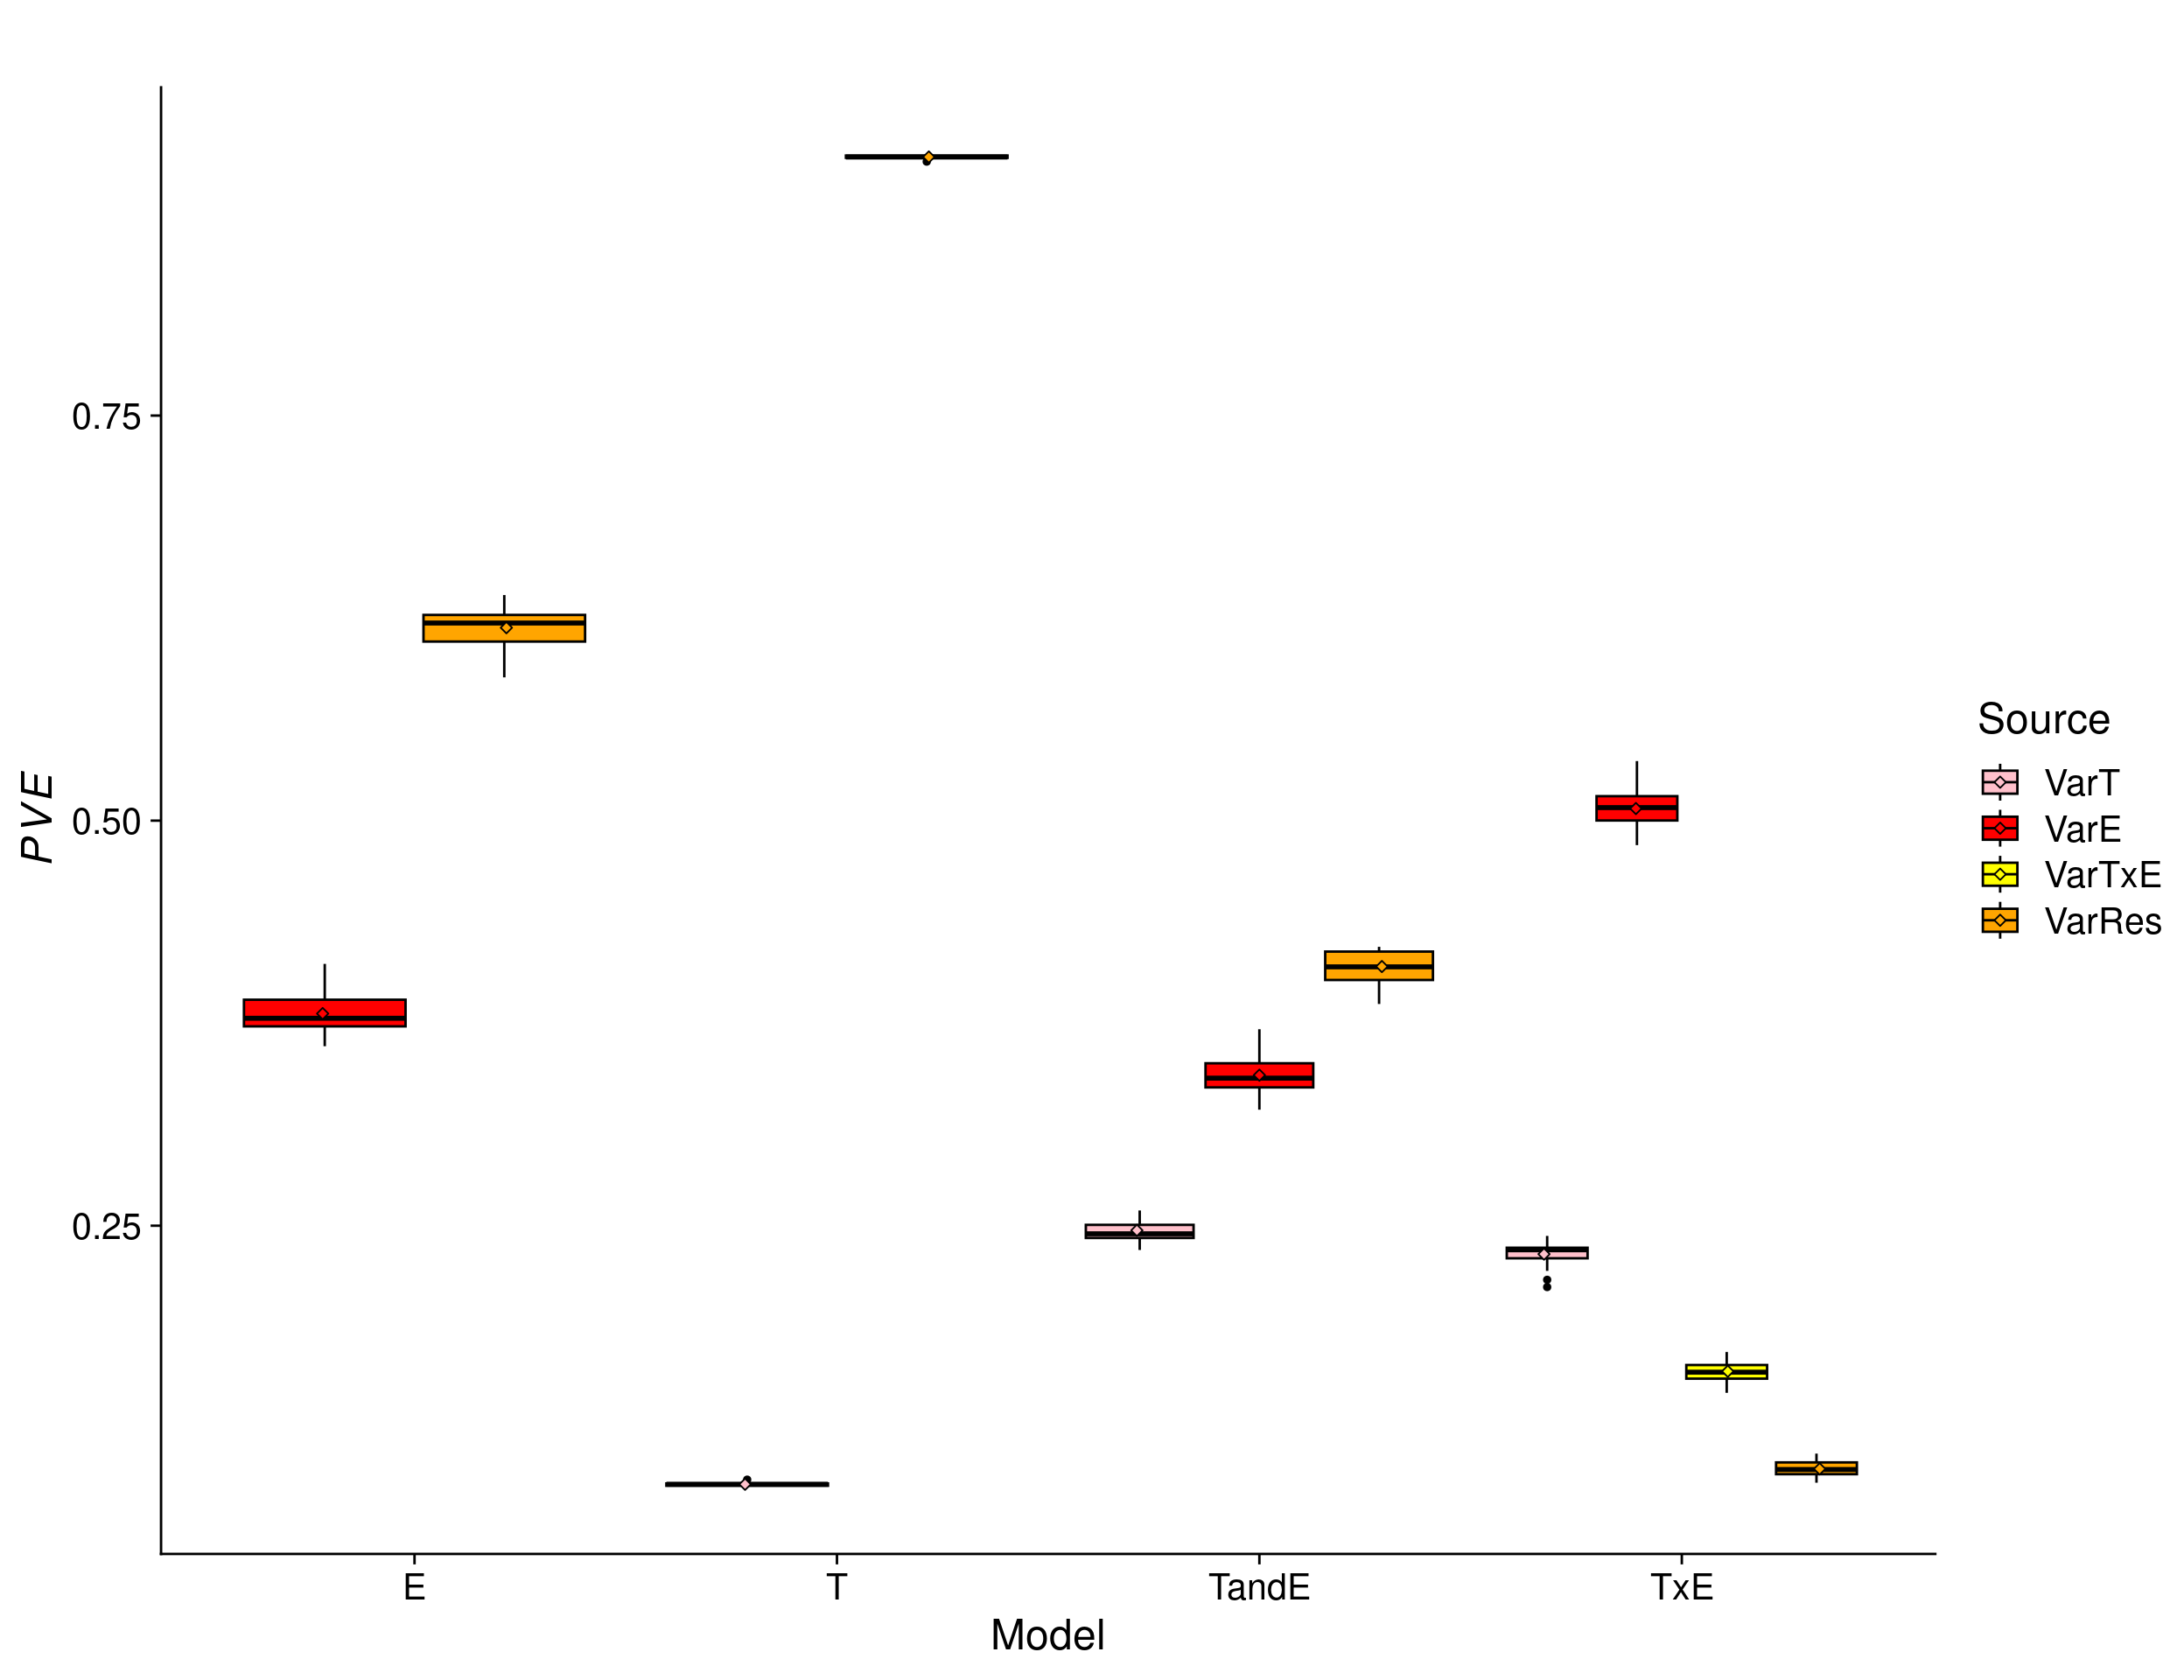 PVE
0.75
0.50
0.25
E
T
TandE
TxE
Model
Source
VarT
VarE
VarTxE
VarRes